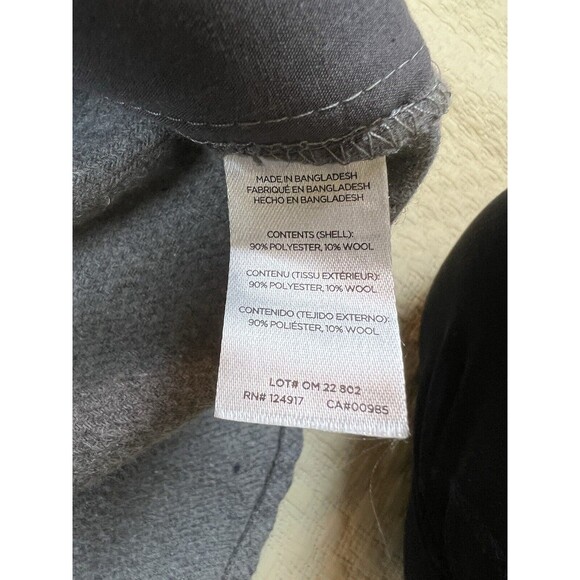 MADE IN BANGLADESH
FABRIQUÉ EN BANGLADESH
HECHO EN BANGLADESH
CONTENTS (SHELL):
90% POLYESTER, 10% WOOL
CONTENU (TISSU EXTÉRIEUR):
90% POLYESTER, 10% WOOL
CONTENIDO (TEJIDO EXTERNO):
90% POLIÉSTER, 10% WOOL
LOT# OM 22 802
RN# 124917 CA#00985